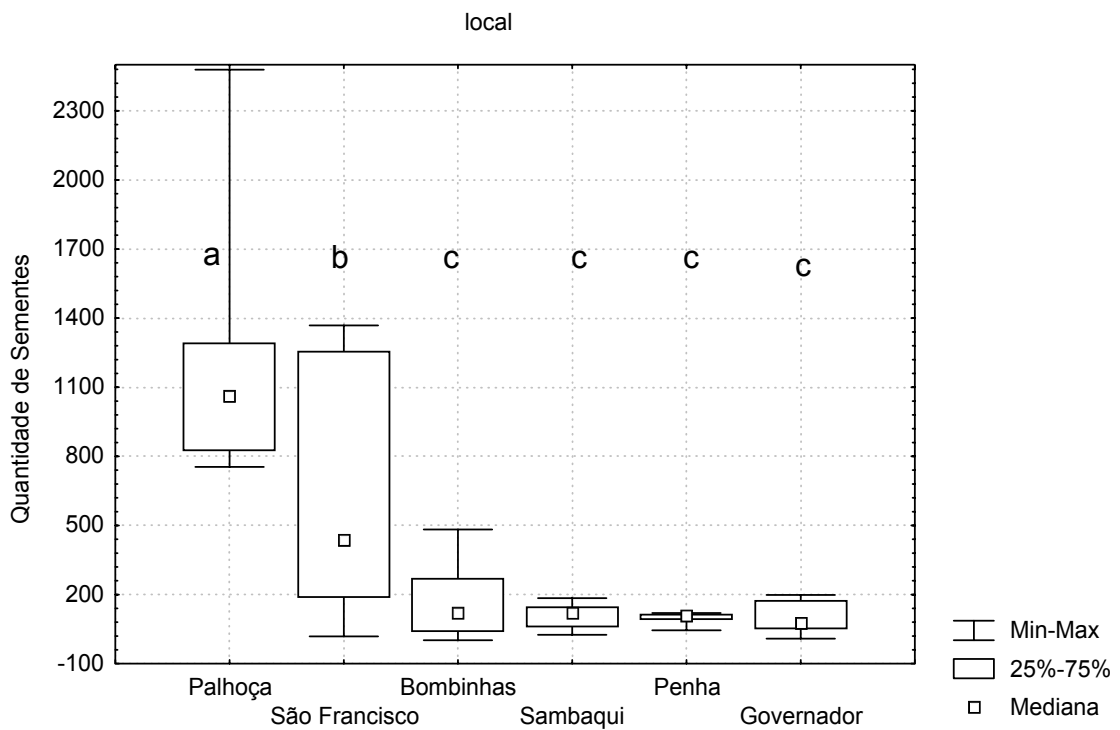 local
Quantidade de Sementes
2300
2000
1700
1400
1100
800
500
200
-100
a b c c c c
Palhoça Bombinhas Penha
São Francisco Sambaqui Governador
Min-Max
25%-75%
Mediana